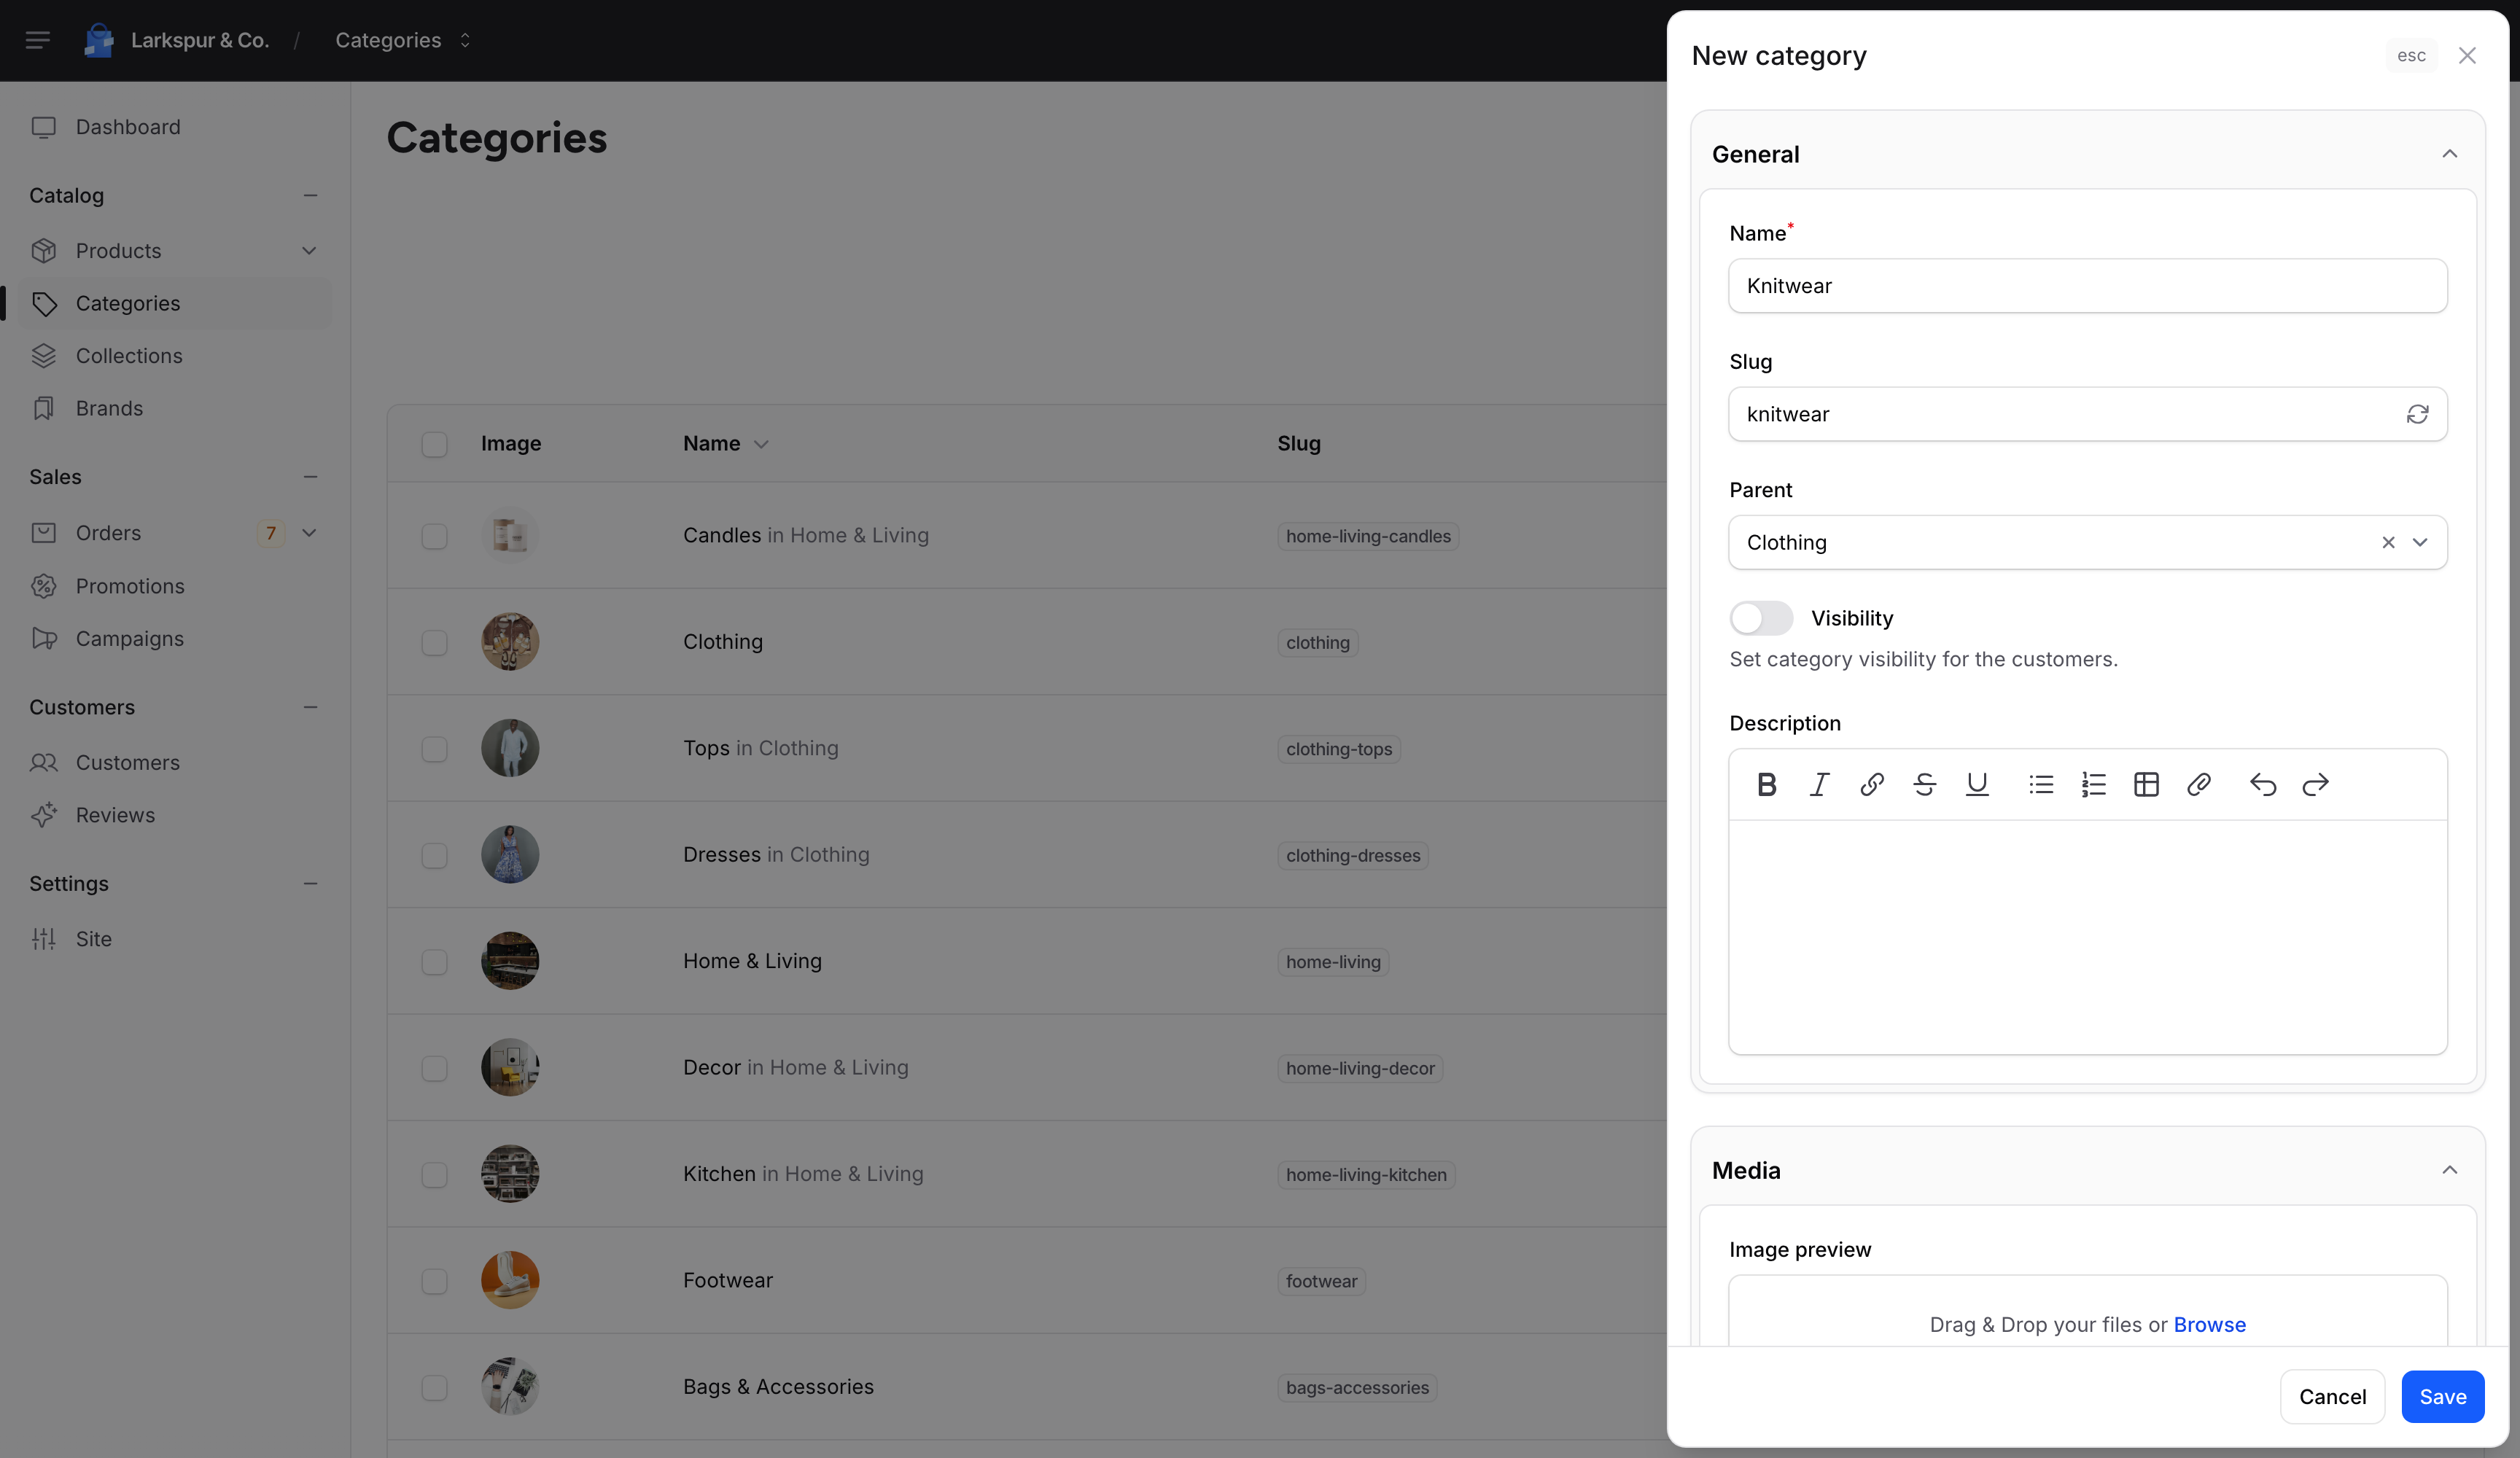 Larkspur & Co. / Categories
Dashboard
Catalog
Products
Categories
Collections
Brands
Sales
Orders 7
Promotions
Campaigns
Customers
Customers
Reviews
Settings
Site
Categories
Image Name Slug
Candles in Home & Living home-living-candles
Clothing clothing
Tops in Clothing clothing-tops
Dresses in Clothing clothing-dresses
Home & Living home-living
Decor in Home & Living home-living-decor
Kitchen in Home & Living home-living-kitchen
Footwear footwear
Bags & Accessories bags-accessories
New category esc
General
Name*
Knitwear
Slug
knitwear
Parent
Clothing
Visibility
Set category visibility for the customers.
Description
Media
Image preview
Drag & Drop your files or Browse
Cancel Save